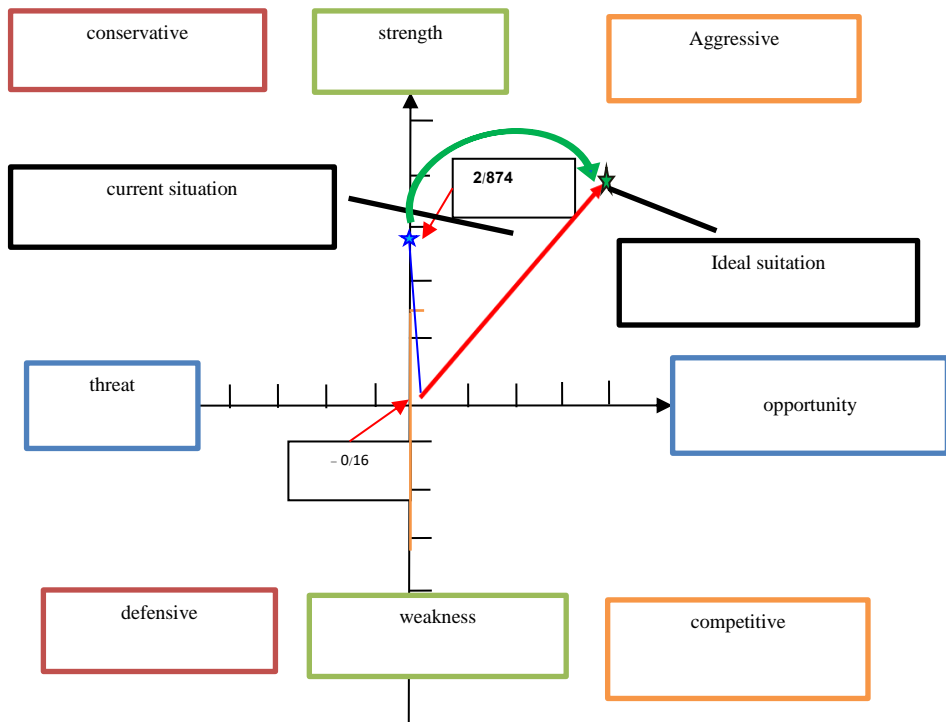 conservative
strength
Aggressive
current situation
2/874
Ideal suitation
threat
opportunity
– 0/16
defensive
weakness
competitive